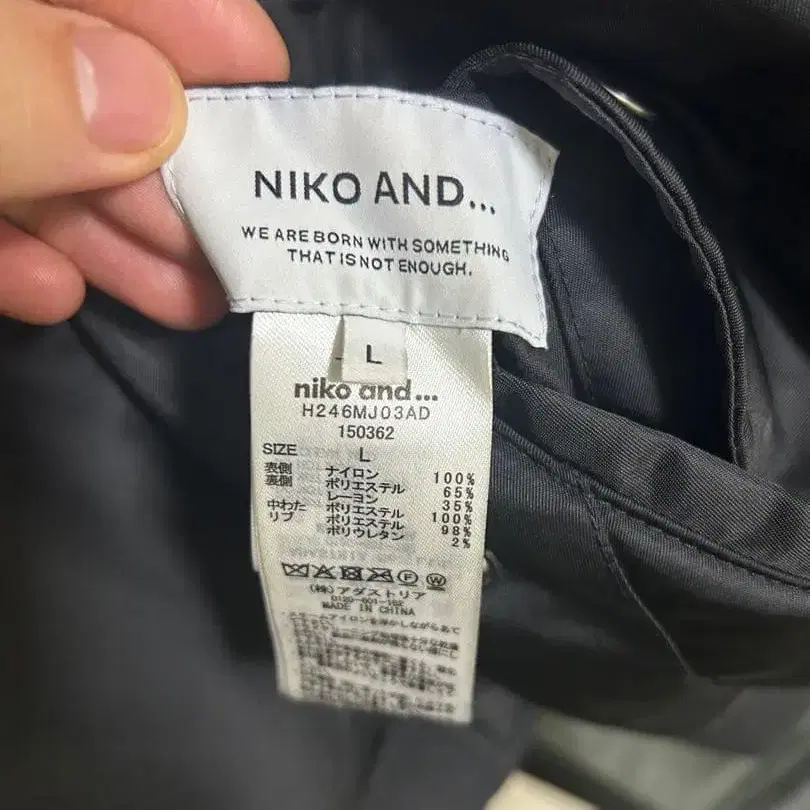 NIKO AND...
WE ARE BORN WITH SOMETHING
THAT IS NOT ENOUGH.
L
niko and...
H246MJ03AD
150362
SIZE L
表側 ナイロン 100%
裏側 ポリエステル 65%
レーヨン 35%
中わた ポリエステル 100%
リブ ポリエステル 98%
ポリウレタン 2%
F W
(株)アダストリア
0120-601-162
MADE IN CHINA